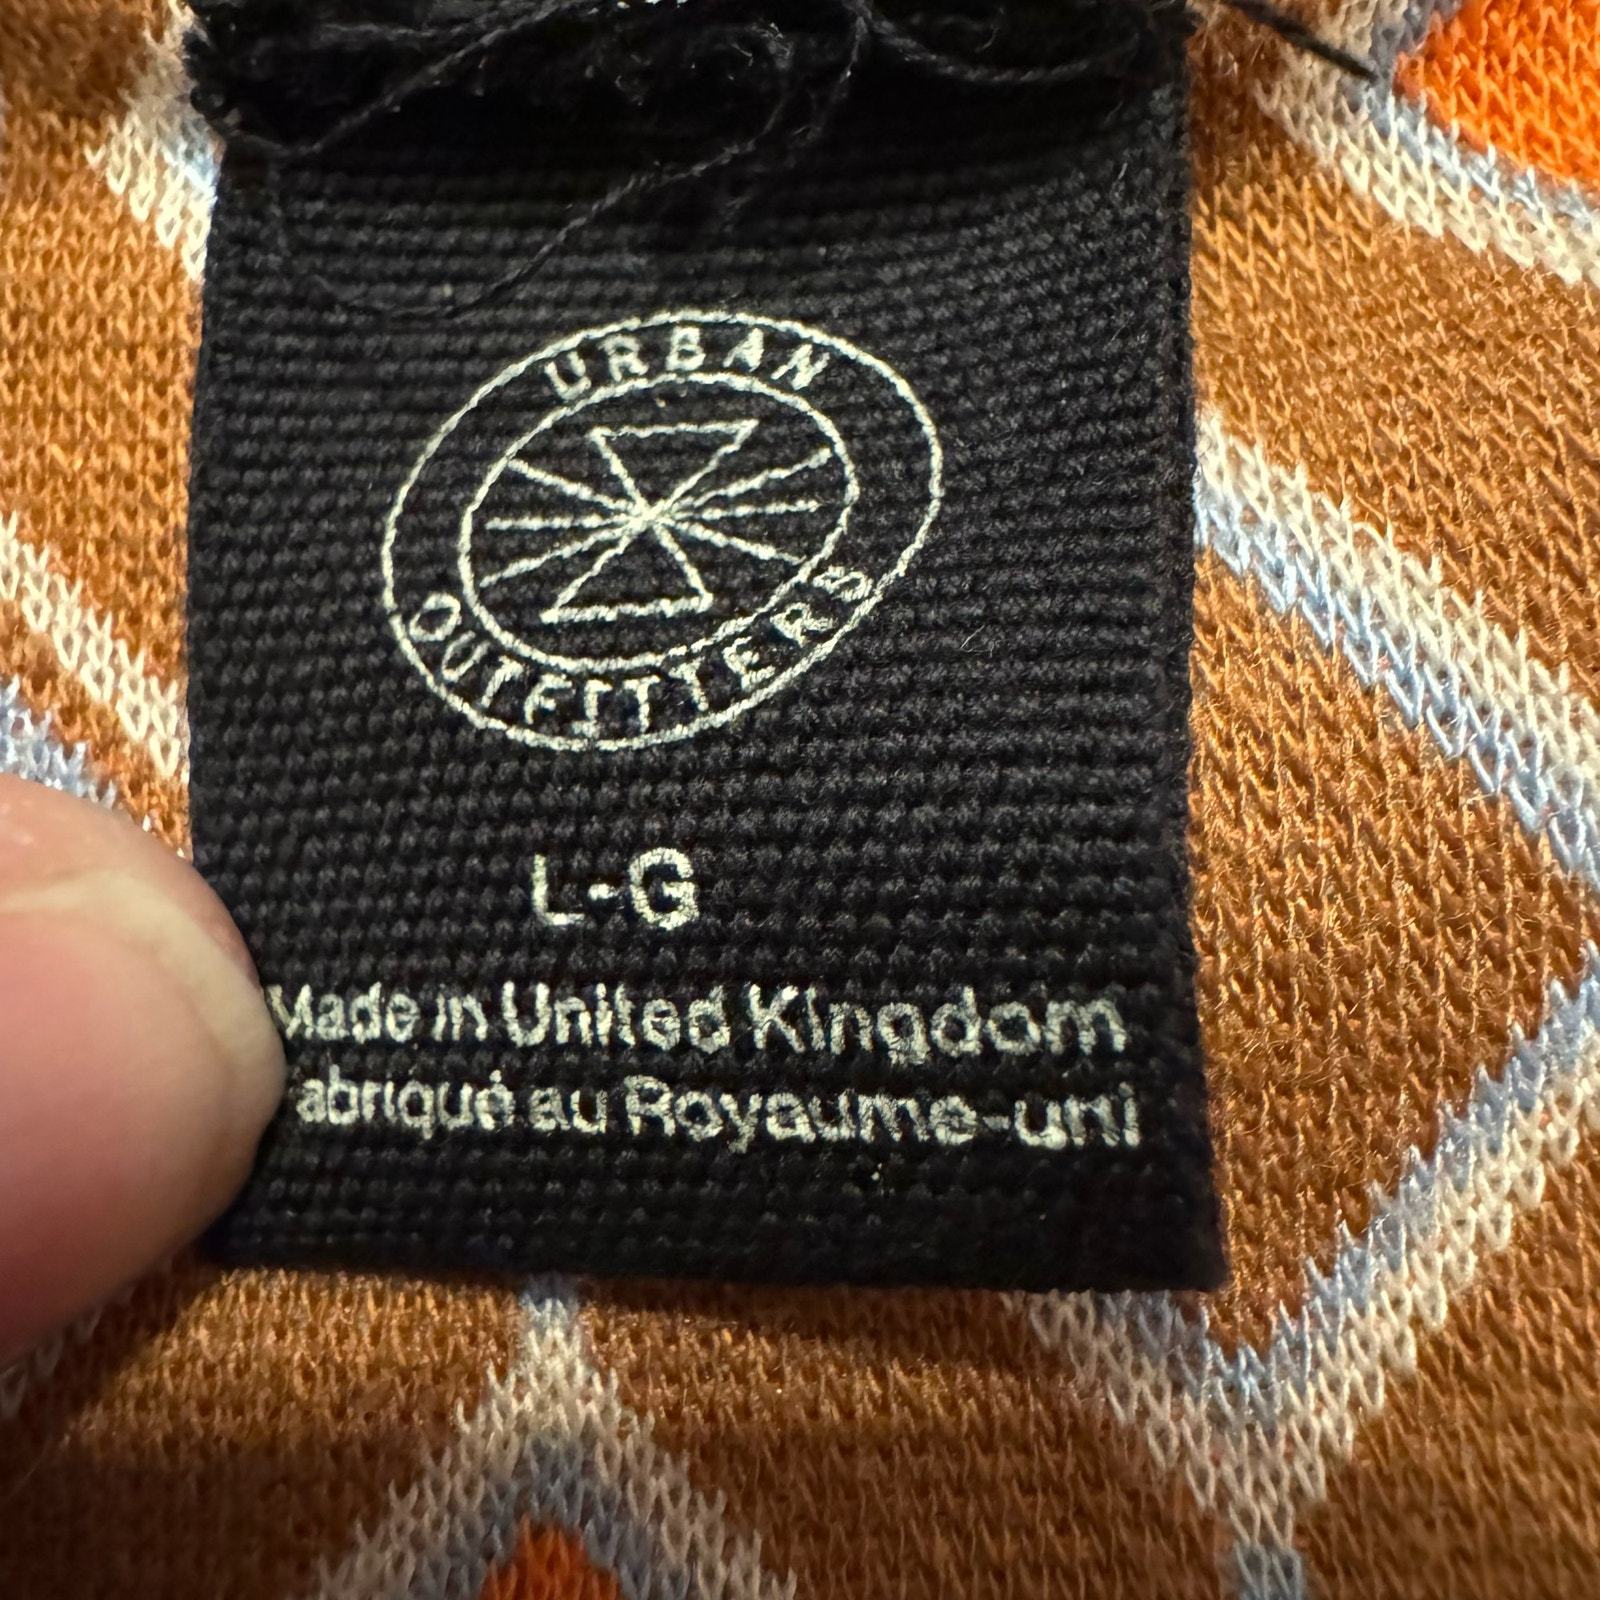 URBAN
OUTFITTERS
L-G
Made in United Kingdom
abriqué au Royaume-uni